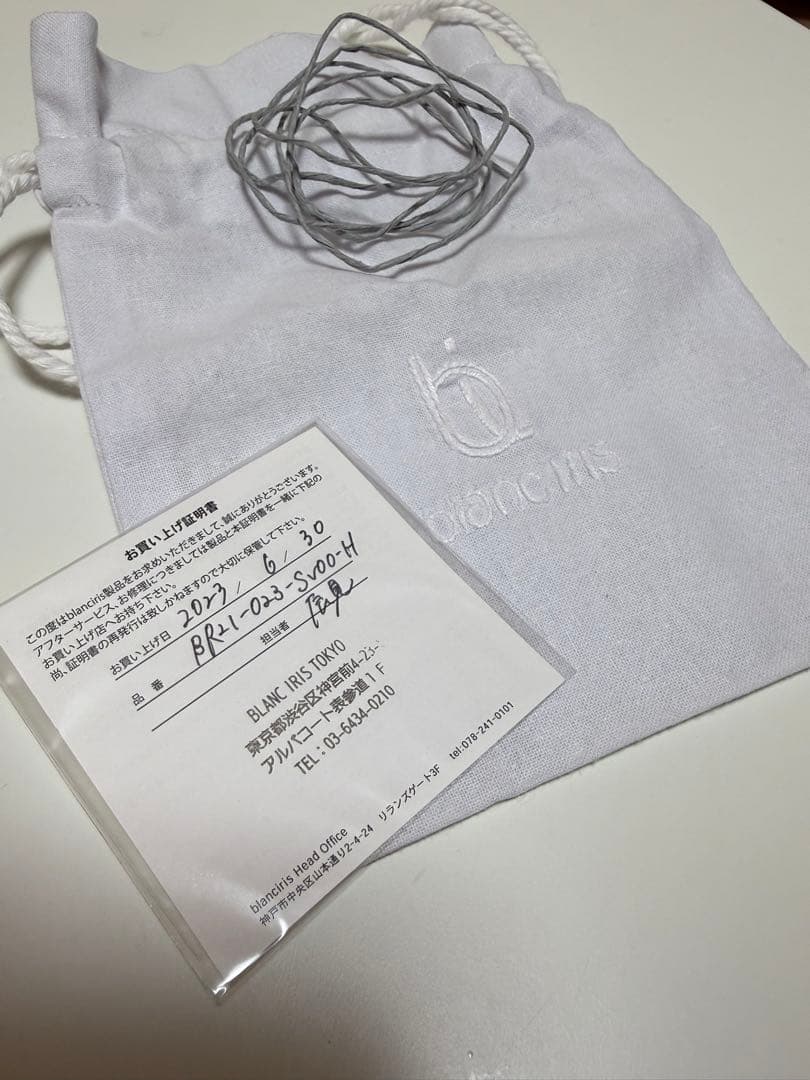 blanc iris
お買い上げ証明書
この度はblanciris製品をお求めいただきまして、誠にありがとうございます。
アフターサービス、お修理につきましては製品と本証明書を一緒に下記の
お買い上げ店へお持ち下さい。
尚、証明書の再発行は致しかねますので大切に保管して下さい。
お買い上げ日 2023 / 6 / 30
品 番 BR21-023-SV00-H
担当者
BLANC IRIS TOKYO
東京都渋谷区神宮前4-23-
アルバコート表参道1F
TEL:03-6434-0210
blanciris Head Office
神戸市中央区山本通り2-4-24 リランズゲート3F tel:078-241-0101